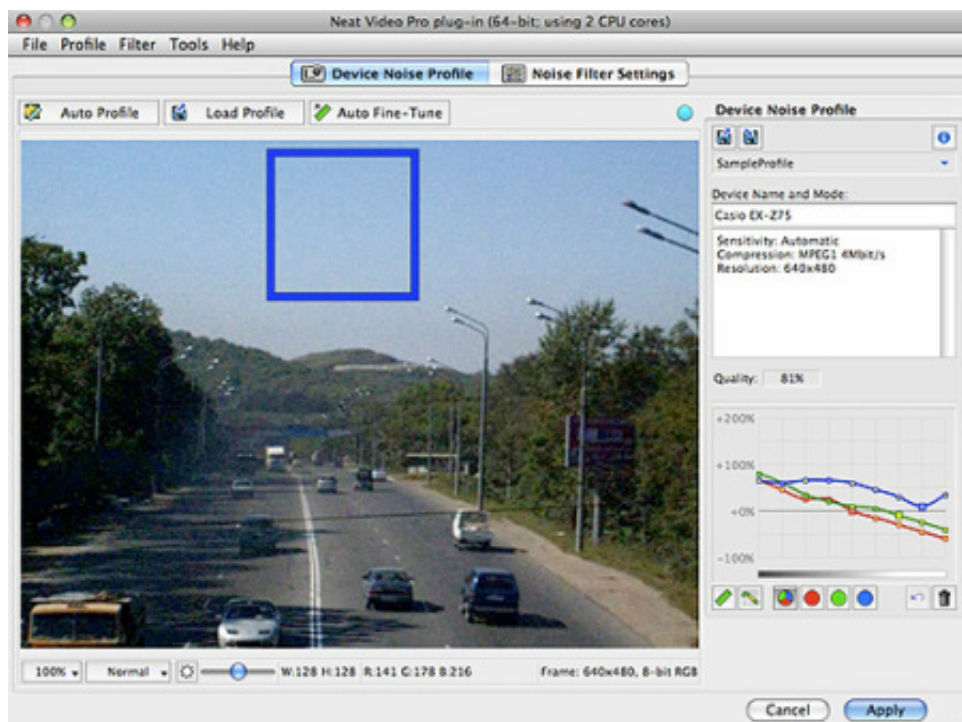 Neat Video Pro plug-in (64-bit; using 2 CPU cores)
File Profile Filter Tools Help
Device Noise Profile Noise Filter Settings
Auto Profile Load Profile Auto Fine-Tune
Device Noise Profile
SampleProfile
Device Name and Mode:
Casio EX-Z75
Sensitivity: Automatic
Compression: MPEG1 4Mbit/s
Resolution: 640x480
Quality: 81%
+200%
+100%
+0%
-100%
100% Normal W:128 H:128 R:141 G:178 B:216 Frame: 640x480, 8-bit RGB
Cancel Apply